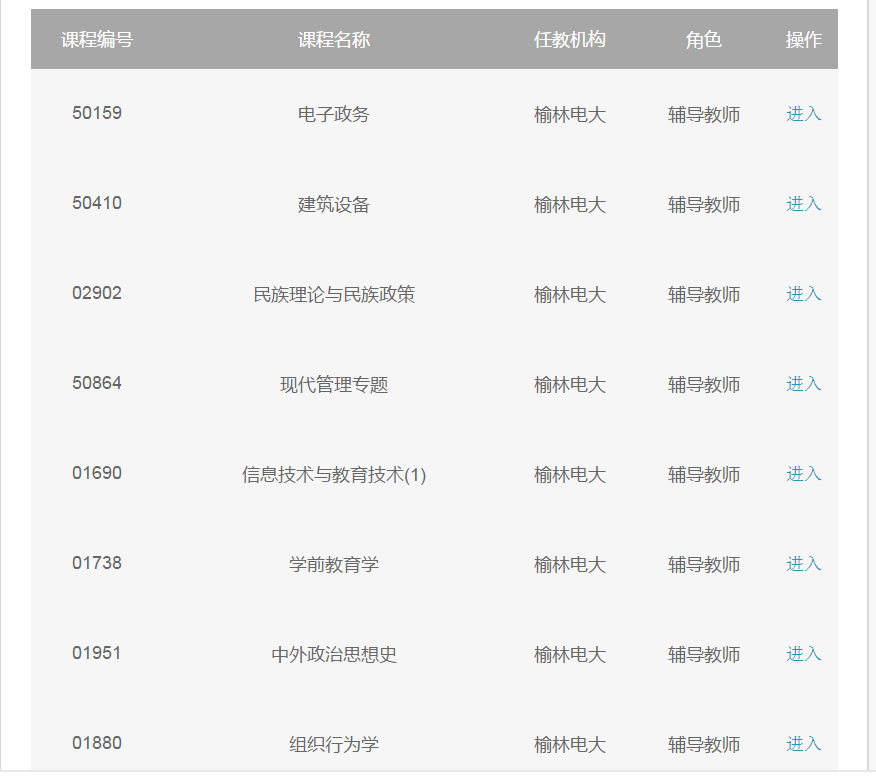 课程编号 课程名称 任教机构 角色 操作
50159 电子政务 榆林电大 辅导教师 进入
50410 建筑设备 榆林电大 辅导教师 进入
02902 民族理论与民族政策 榆林电大 辅导教师 进入
50864 现代管理专题 榆林电大 辅导教师 进入
01690 信息技术与教育技术(1) 榆林电大 辅导教师 进入
01738 学前教育学 榆林电大 辅导教师 进入
01951 中外政治思想史 榆林电大 辅导教师 进入
01880 组织行为学 榆林电大 辅导教师 进入